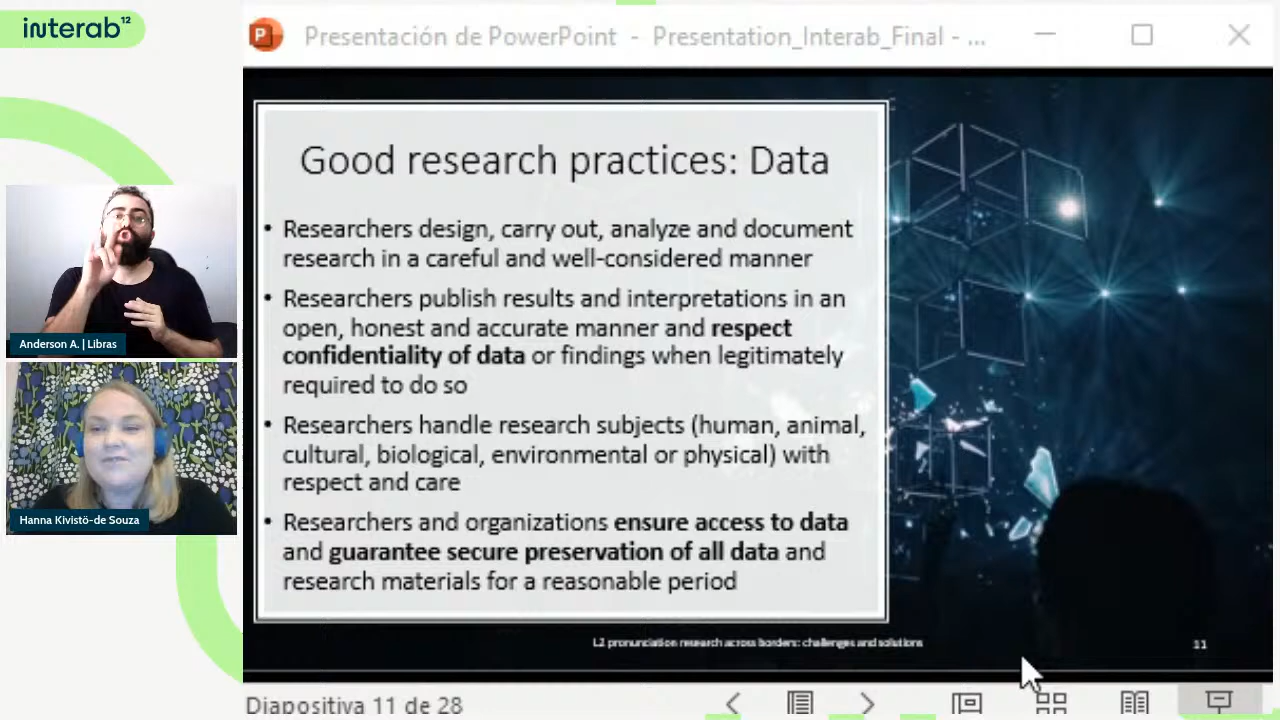 interab¹²
Presentación de PowerPoint - Presentation_Interab_Final - ...
Good research practices: Data
• Researchers design, carry out, analyze and document
research in a careful and well-considered manner
• Researchers publish results and interpretations in an
open, honest and accurate manner and respect
confidentiality of data or findings when legitimately
required to do so
• Researchers handle research subjects (human, animal,
cultural, biological, environmental or physical) with
respect and care
• Researchers and organizations ensure access to data
and guarantee secure preservation of all data and
research materials for a reasonable period
L2 pronunciation research across borders: challenges and solutions
11
Anderson A. | Libras
Hanna Kivistö-de Souza
Diapositiva 11 de 28